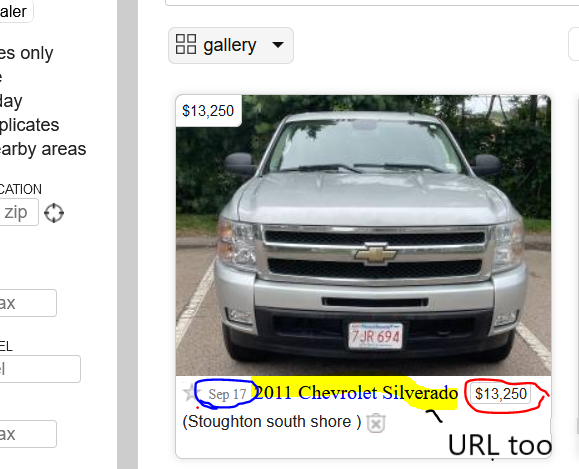 aler
es only
e
day
plicates
earby areas
CATION
zip
ax
EL
el
ax
gallery
$13,250
7JR 694
Sep 17 2011 Chevrolet Silverado $13,250
(Stoughton south shore )
URL too